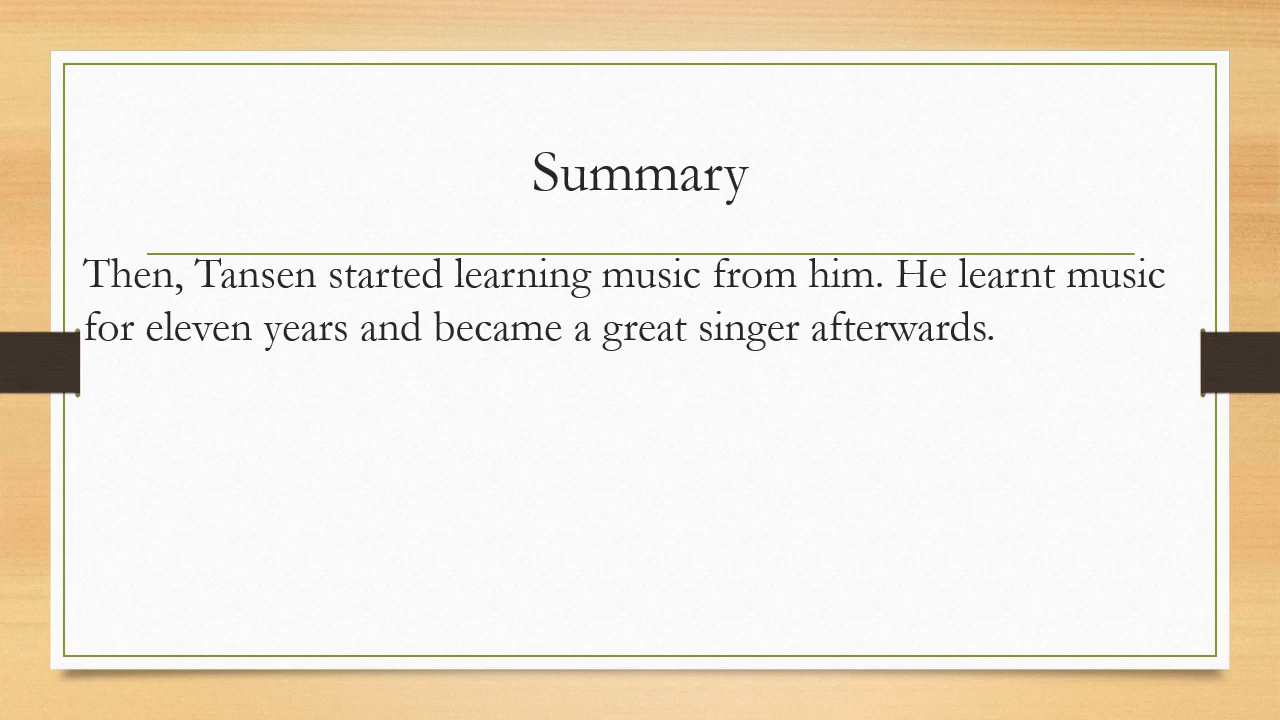 Summary
Then, Tansen started learning music from him. He learnt music
for eleven years and became a great singer afterwards.